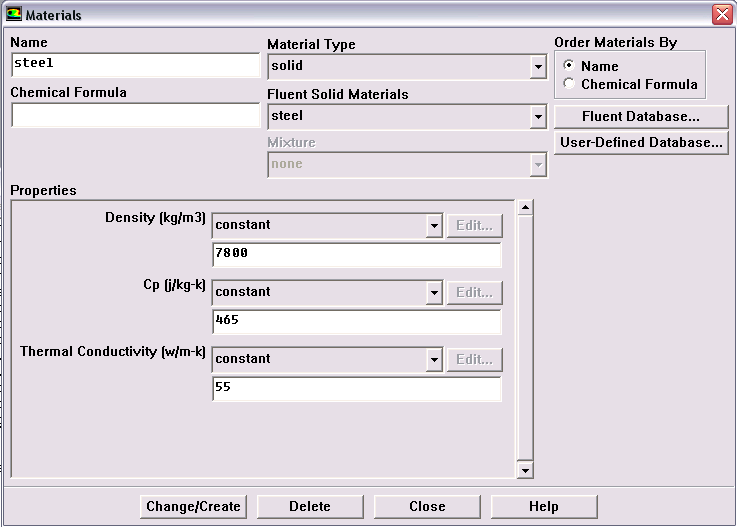 Materials
Name
steel
Chemical Formula
Material Type
solid
Fluent Solid Materials
steel
Mixture
none
Order Materials By
Name
Chemical Formula
Fluent Database...
User-Defined Database...
Properties
Density (kg/m3) constant Edit...
7800
Cp (j/kg-k) constant Edit...
465
Thermal Conductivity (w/m-k) constant Edit...
55
Change/Create Delete Close Help